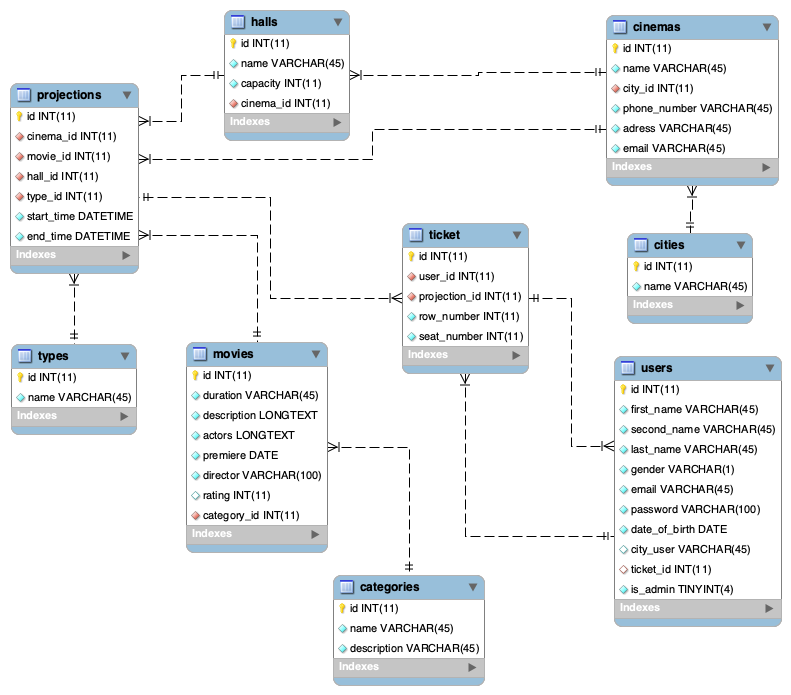 halls
id INT(11)
name VARCHAR(45)
capacity INT(11)
cinema_id INT(11)
Indexes
cinemas
id INT(11)
name VARCHAR(45)
city_id INT(11)
phone_number VARCHAR(45)
adress VARCHAR(45)
email VARCHAR(45)
Indexes
projections
id INT(11)
cinema_id INT(11)
movie_id INT(11)
hall_id INT(11)
type_id INT(11)
start_time DATETIME
end_time DATETIME
Indexes
ticket
id INT(11)
user_id INT(11)
projection_id INT(11)
row_number INT(11)
seat_number INT(11)
Indexes
cities
id INT(11)
name VARCHAR(45)
Indexes
types
id INT(11)
name VARCHAR(45)
Indexes
movies
id INT(11)
duration VARCHAR(45)
description LONGTEXT
actors LONGTEXT
premiere DATE
director VARCHAR(100)
rating INT(11)
category_id INT(11)
Indexes
users
id INT(11)
first_name VARCHAR(45)
second_name VARCHAR(45)
last_name VARCHAR(45)
gender VARCHAR(1)
email VARCHAR(45)
password VARCHAR(100)
date_of_birth DATE
city_user VARCHAR(45)
ticket_id INT(11)
is_admin TINYINT(4)
Indexes
categories
id INT(11)
name VARCHAR(45)
description VARCHAR(45)
Indexes